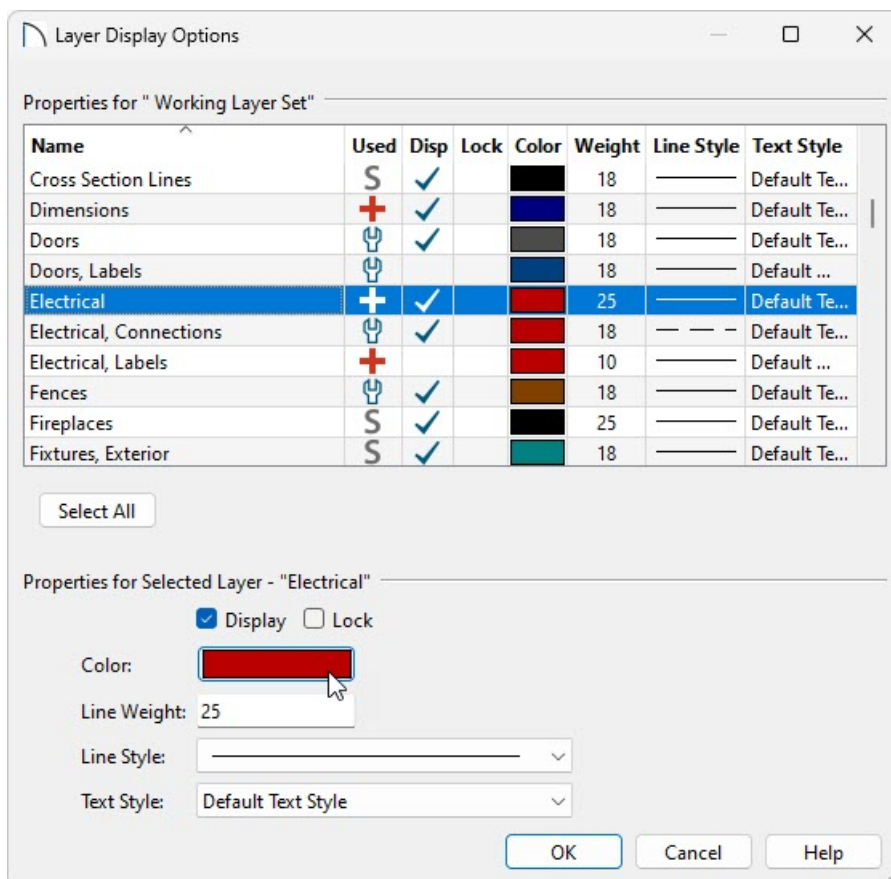 Layer Display Options
Properties for " Working Layer Set"
Name Used Disp Lock Color Weight Line Style Text Style
Cross Section Lines S 18 Default Te...
Dimensions 18 Default Te...
Doors 18 Default Te...
Doors, Labels 18 Default ...
Electrical 25 Default Te...
Electrical, Connections 18 Default Te...
Electrical, Labels 10 Default ...
Fences 18 Default Te...
Fireplaces S 25 Default Te...
Fixtures, Exterior S 18 Default Te...
Select All
Properties for Selected Layer - "Electrical"
Display Lock
Color:
Line Weight: 25
Line Style:
Text Style: Default Text Style
OK Cancel Help